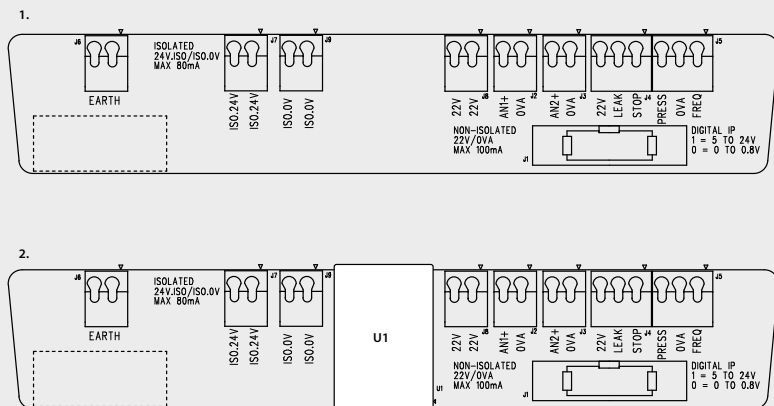 1.
J6
ISOLATED
24V.ISO/ISO.0V
MAX 80mA
J7
J9
J8
J2
J3
J4
J5
EARTH
ISO.24V
ISO.24V
ISO.0V
ISO.0V
22V
22V
AN1+
0VA
AN2+
0VA
22V
LEAK
STOP
PRESS
0VA
FREQ
NON-ISOLATED
22V/0VA
MAX 100mA
J1
DIGITAL IP
1 = 5 TO 24V
0 = 0 TO 0.8V
2.
J6
ISOLATED
24V.ISO/ISO.0V
MAX 80mA
J7
J9
U1
J8
J2
J3
J4
J5
EARTH
ISO.24V
ISO.24V
ISO.0V
ISO.0V
22V
22V
AN1+
0VA
AN2+
0VA
22V
LEAK
STOP
PRESS
0VA
FREQ
NON-ISOLATED
22V/0VA
MAX 100mA
U1
J1
DIGITAL IP
1 = 5 TO 24V
0 = 0 TO 0.8V